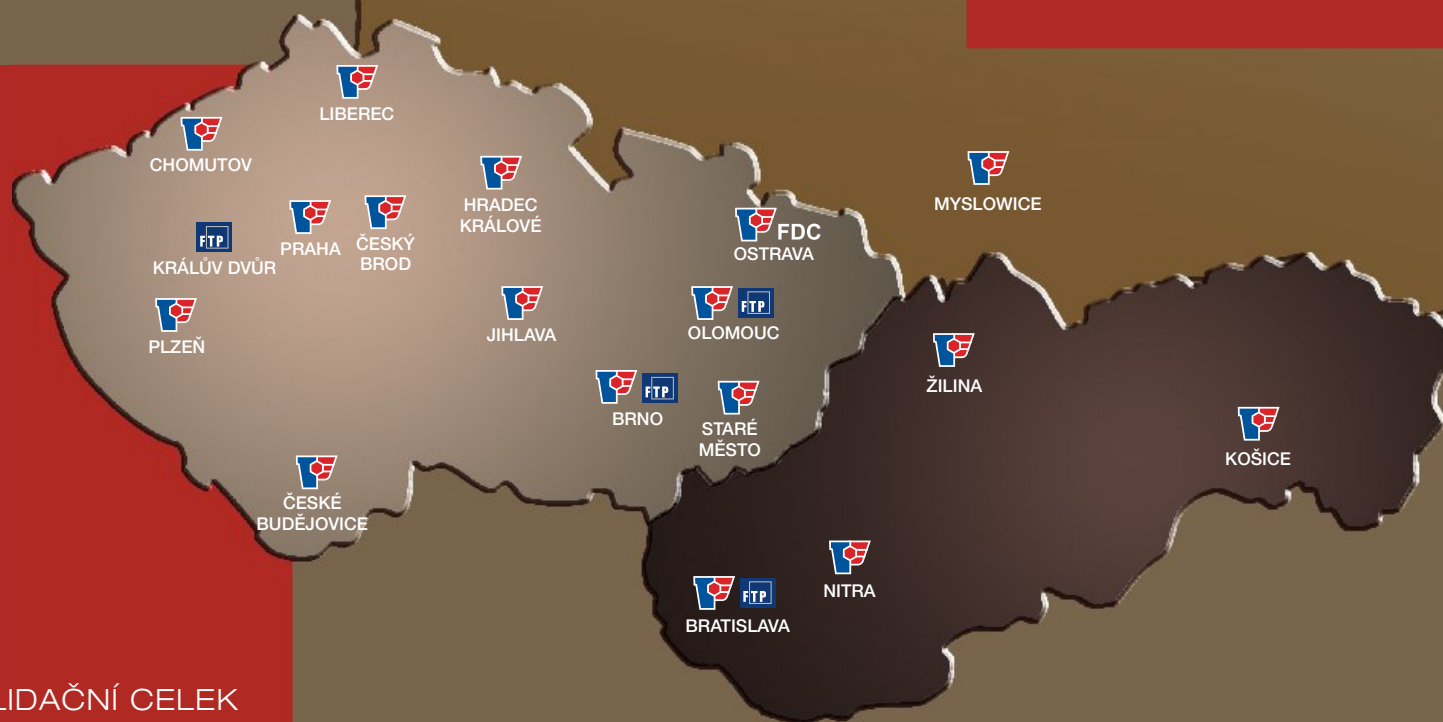 LIBEREC
CHOMUTOV
HRADEC
KRÁLOVÉ
MYSLOWICE
FTP
KRÁLŮV DVŮR
PRAHA
ČESKÝ
BROD
FDC
OSTRAVA
PLZEŇ
JIHLAVA
FTP
OLOMOUC
ŽILINA
FTP
BRNO
STARÉ
MĚSTO
KOŠICE
ČESKÉ
BUDĚJOVICE
NITRA
FTP
BRATISLAVA
LIDAČNÍ CELEK